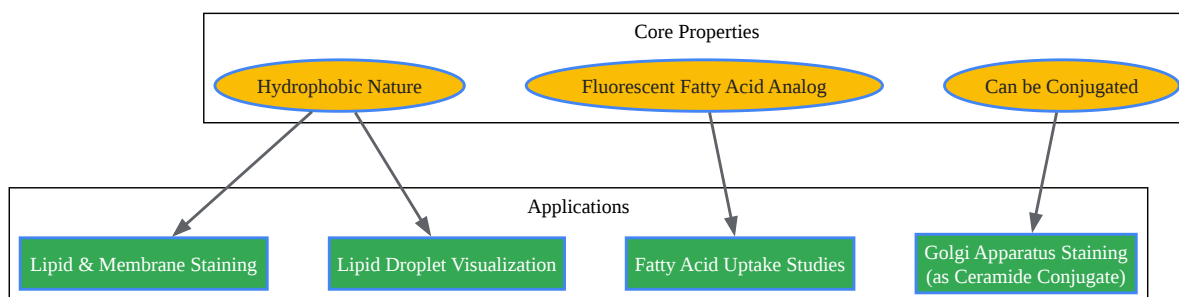 Core Properties
Hydrophobic Nature
Fluorescent Fatty Acid Analog
Can be Conjugated
Applications
Lipid & Membrane Staining
Lipid Droplet Visualization
Fatty Acid Uptake Studies
Golgi Apparatus Staining
(as Ceramide Conjugate)